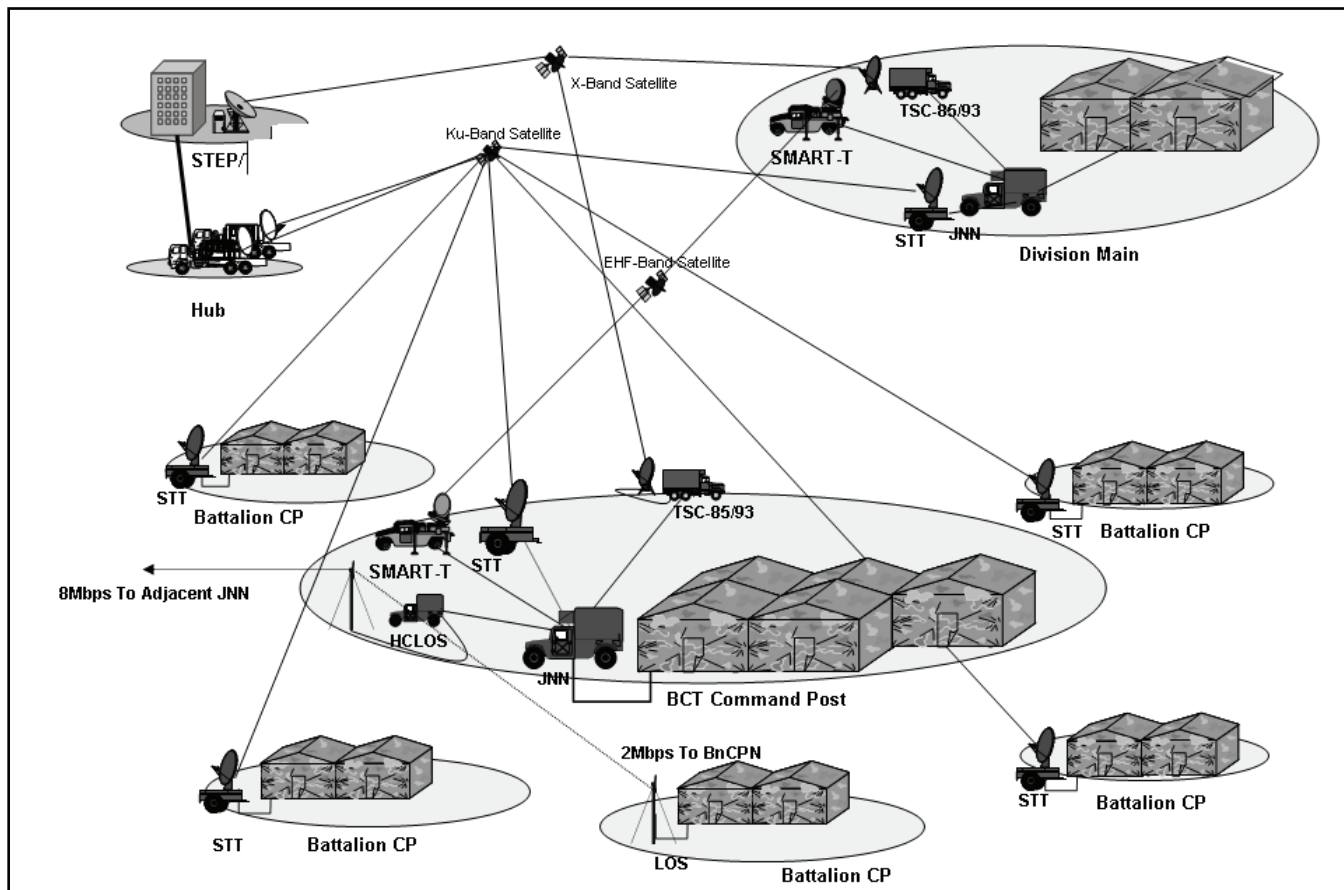 X-Band Satellite
TSC-85/93
Ku-Band Satellite
STEP/
SMART-T
STT
JNN
Division Main
EHF-Band Satellite
Hub
STT
Battalion CP
TSC-85/93
SMART-T
STT
STT
Battalion CP
8Mbps To Adjacent JNN
HCLOS
JNN
BCT Command Post
2Mbps To BnCPN
STT
Battalion CP
STT
Battalion CP
LOS
Battalion CP